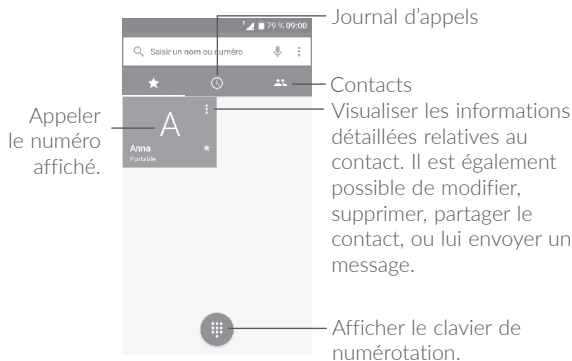 Journal d'appels
79 % 09:00
Saisir un nom ou numéro
Contacts
Appeler
le numéro
affiché.
A
Anna
Portable
Visualiser les informations
détaillées relatives au
contact. Il est également
possible de modifier,
supprimer, partager le
contact, ou lui envoyer un
message.
Afficher le clavier de
numérotation.